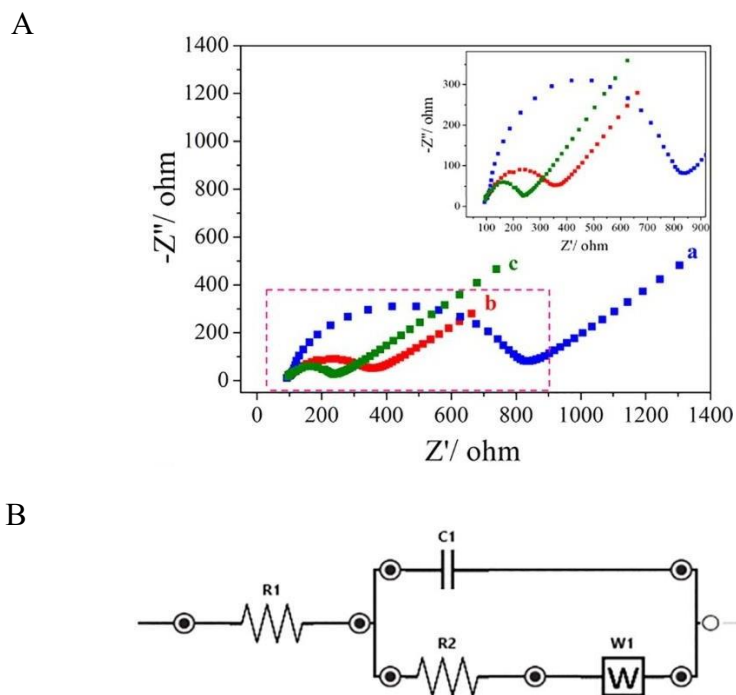 A
1400
1200
1000
800
600
400
200
0
-Z''/ ohm
0 200 400 600 800 1000 1200 1400
Z'/ ohm
a
b
c
300
200
100
0
-Z''/ ohm
100 200 300 400 500 600 700 800 900
Z'/ ohm
B
C1
R1
R2
W1
W